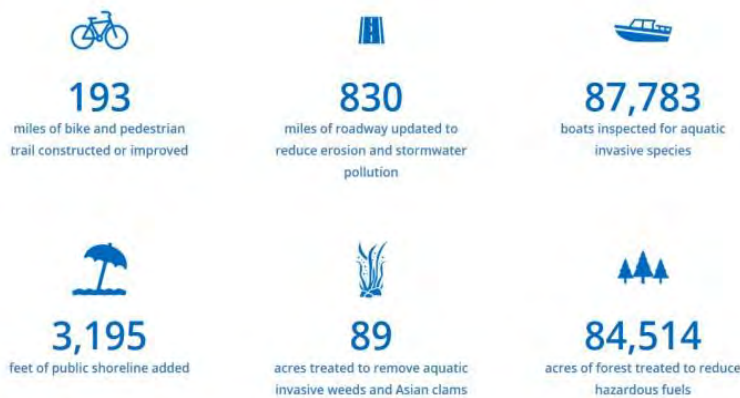 193
miles of bike and pedestrian
trail constructed or improved
830
miles of roadway updated to
reduce erosion and stormwater
pollution
87,783
boats inspected for aquatic
invasive species
3,195
feet of public shoreline added
89
acres treated to remove aquatic
invasive weeds and Asian clams
84,514
acres of forest treated to reduce
hazardous fuels